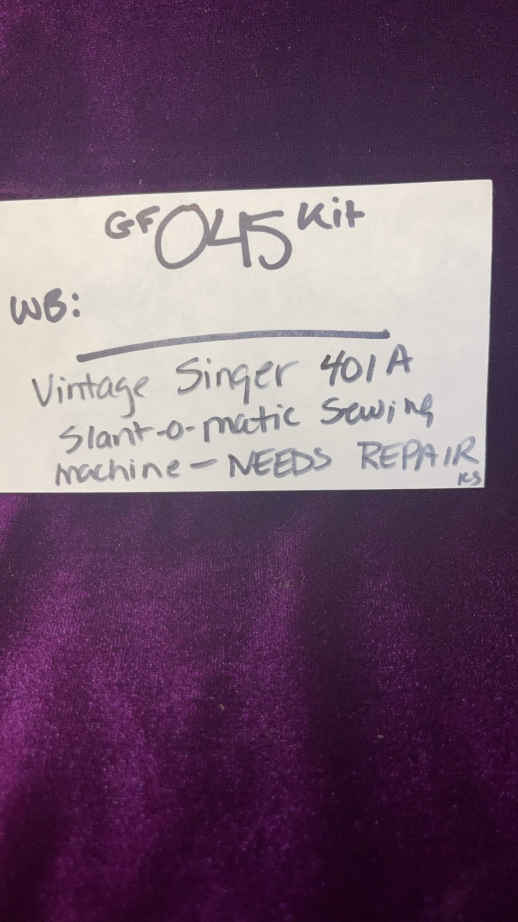 GF 045 Kit
WB:
Vintage Singer 401A
Slant-o-matic Sewing
machine - NEEDS REPAIR
KS